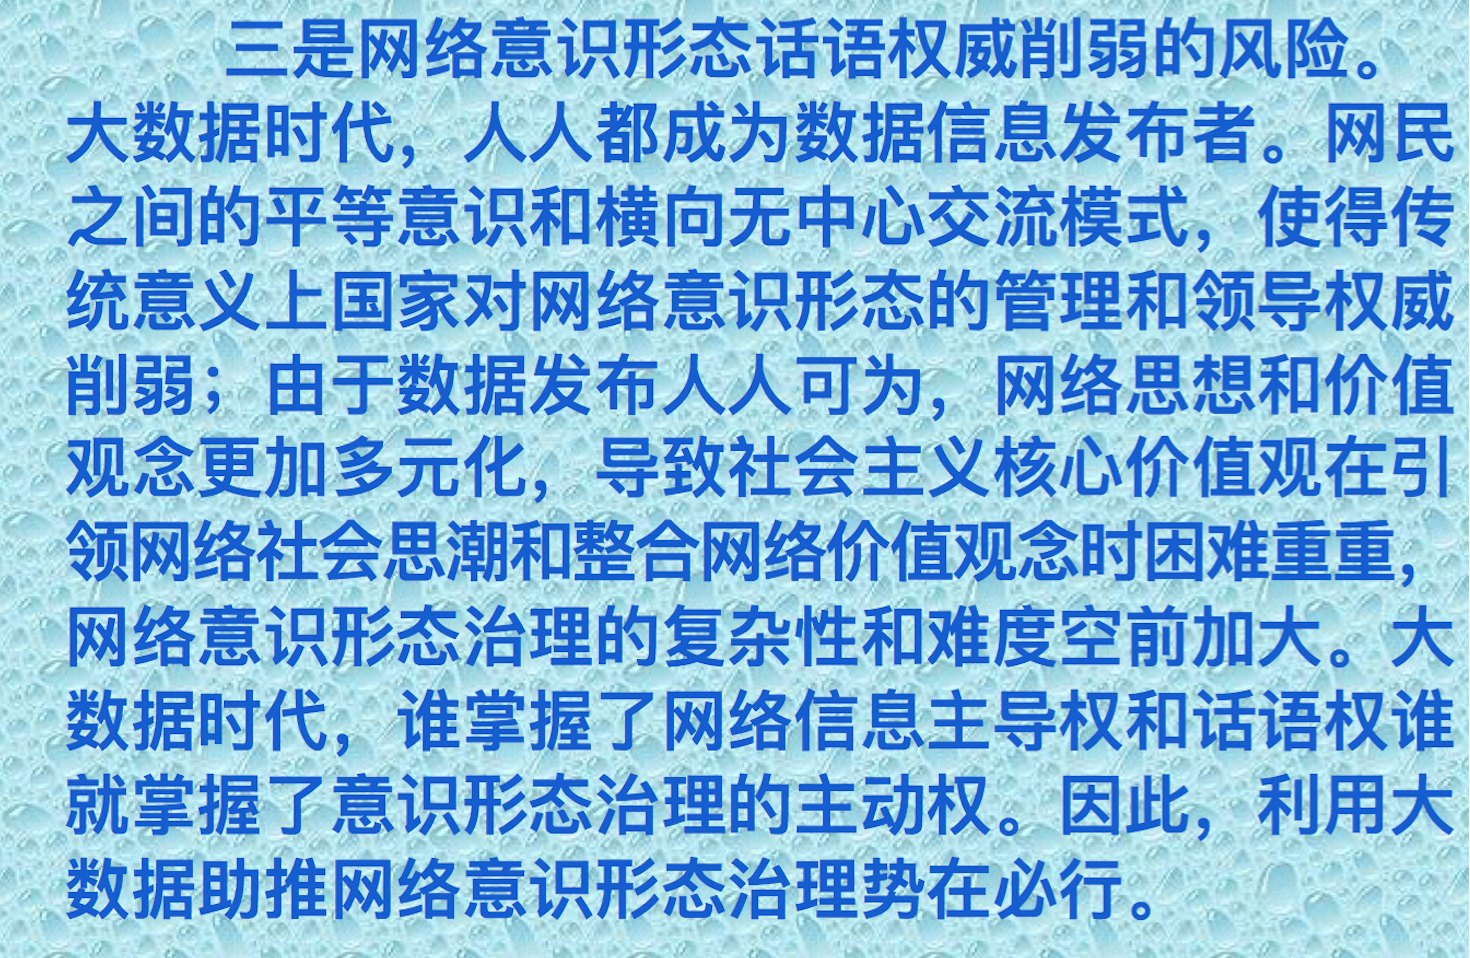 三是网络意识形态话语权威削弱的风险。
大数据时代，人人都成为数据信息发布者。网民
之间的平等意识和横向无中心交流模式，使得传
统意义上国家对网络意识形态的管理和领导权威
削弱；由于数据发布人人可为，网络思想和价值
观念更加多元化，导致社会主义核心价值观在引
领网络社会思潮和整合网络价值观念时困难重重，
网络意识形态治理的复杂性和难度空前加大。大
数据时代，谁掌握了网络信息主导权和话语权谁
就掌握了意识形态治理的主动权。因此，利用大
数据助推网络意识形态治理势在必行。